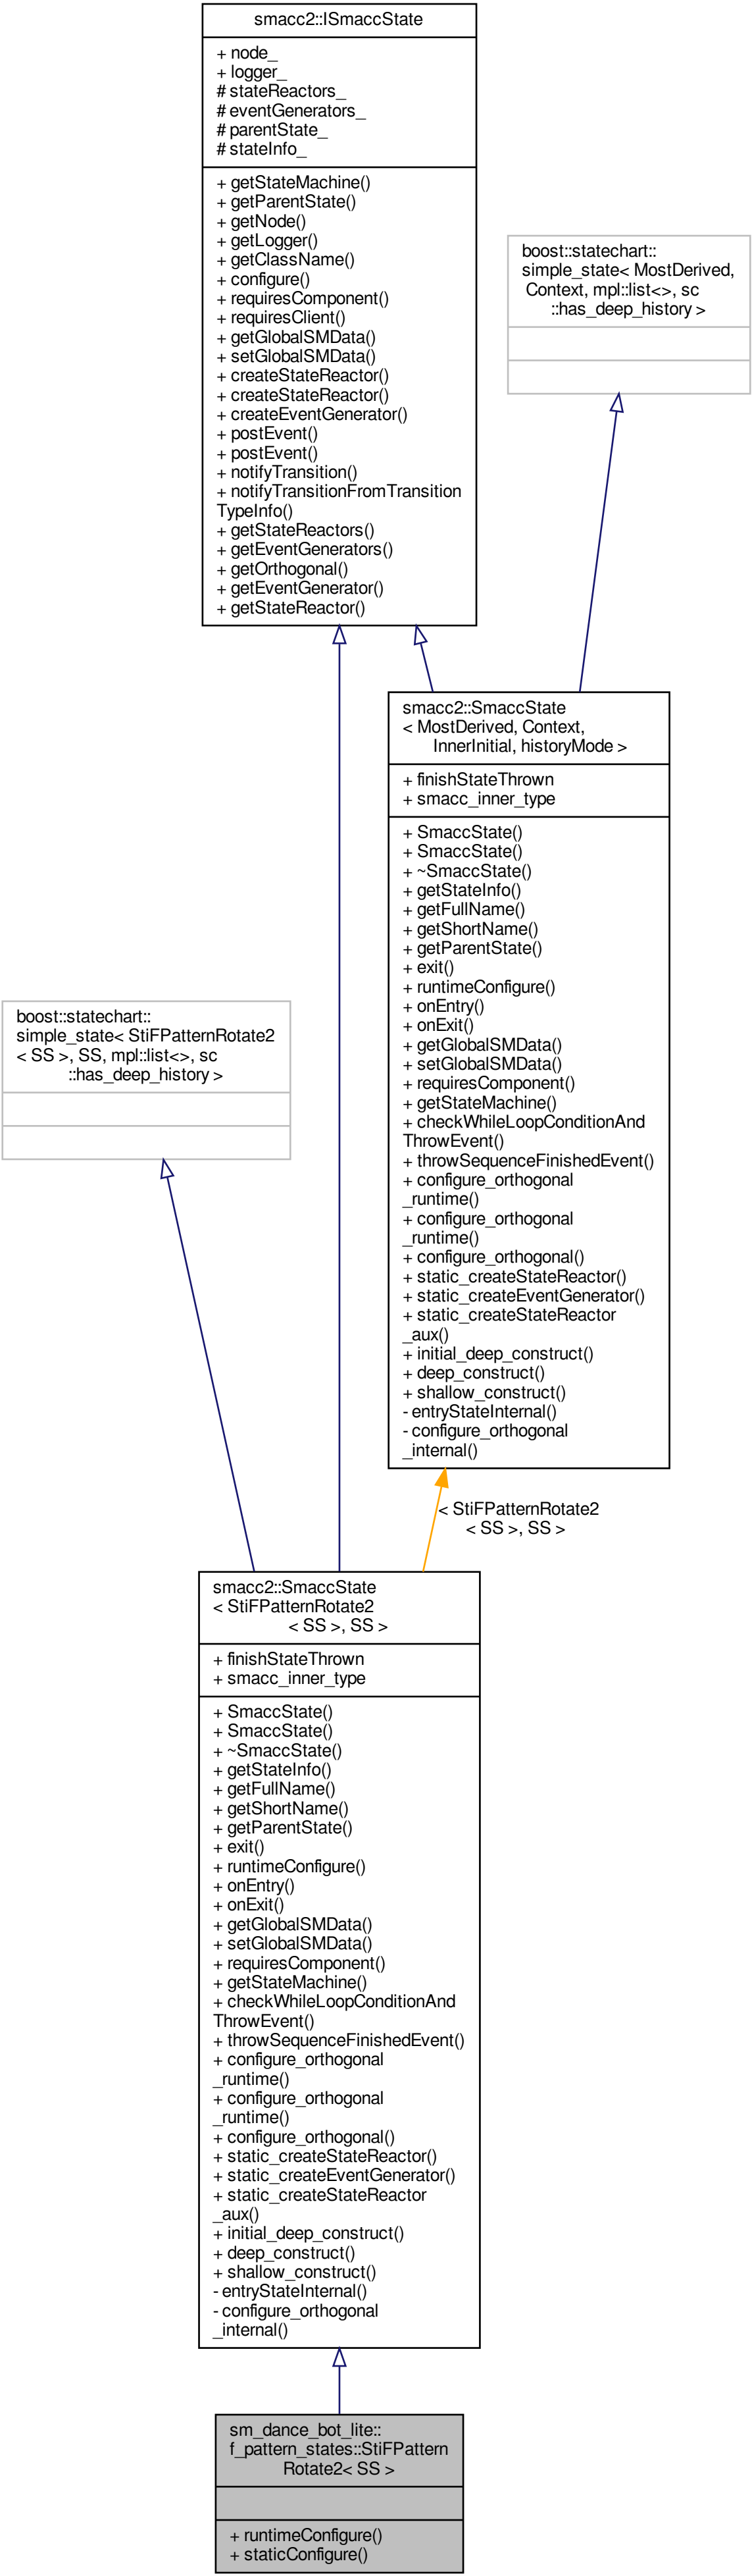 smacc2::ISmaccState
+ node_
+ logger_
# stateReactors_
# eventGenerators_
# parentState_
# stateInfo_
+ getStateMachine()
+ getParentState()
+ getNode()
+ getLogger()
+ getClassName()
+ configure()
+ requiresComponent()
+ requiresClient()
+ getGlobalSMData()
+ setGlobalSMData()
+ createStateReactor()
+ createStateReactor()
+ createEventGenerator()
+ postEvent()
+ postEvent()
+ notifyTransition()
+ notifyTransitionFromTransition
TypeInfo()
+ getStateReactors()
+ getEventGenerators()
+ getOrthogonal()
+ getEventGenerator()
+ getStateReactor()
boost::statechart::
simple_state< MostDerived,
Context, mpl::list<>, sc
::has_deep_history >
smacc2::SmaccState
< MostDerived, Context,
InnerInitial, historyMode >
+ finishStateThrown
+ smacc_inner_type
+ SmaccState()
+ SmaccState()
+ ~SmaccState()
+ getStateInfo()
+ getFullName()
+ getShortName()
+ getParentState()
+ exit()
+ runtimeConfigure()
+ onEntry()
+ onExit()
+ getGlobalSMData()
+ setGlobalSMData()
+ requiresComponent()
+ getStateMachine()
+ checkWhileLoopConditionAnd
ThrowEvent()
+ throwSequenceFinishedEvent()
+ configure_orthogonal
_runtime()
+ configure_orthogonal
_runtime()
+ configure_orthogonal()
+ static_createStateReactor()
+ static_createEventGenerator()
+ static_createStateReactor
_aux()
+ initial_deep_construct()
+ deep_construct()
+ shallow_construct()
- entryStateInternal()
- configure_orthogonal
_internal()
boost::statechart::
simple_state< StiFPatternRotate2
< SS >, SS, mpl::list<>, sc
::has_deep_history >
< StiFPatternRotate2
< SS >, SS >
smacc2::SmaccState
< StiFPatternRotate2
< SS >, SS >
+ finishStateThrown
+ smacc_inner_type
+ SmaccState()
+ SmaccState()
+ ~SmaccState()
+ getStateInfo()
+ getFullName()
+ getShortName()
+ getParentState()
+ exit()
+ runtimeConfigure()
+ onEntry()
+ onExit()
+ getGlobalSMData()
+ setGlobalSMData()
+ requiresComponent()
+ getStateMachine()
+ checkWhileLoopConditionAnd
ThrowEvent()
+ throwSequenceFinishedEvent()
+ configure_orthogonal
_runtime()
+ configure_orthogonal
_runtime()
+ configure_orthogonal()
+ static_createStateReactor()
+ static_createEventGenerator()
+ static_createStateReactor
_aux()
+ initial_deep_construct()
+ deep_construct()
+ shallow_construct()
- entryStateInternal()
- configure_orthogonal
_internal()
sm_dance_bot_lite::
f_pattern_states::StiFPattern
Rotate2< SS >
+ runtimeConfigure()
+ staticConfigure()